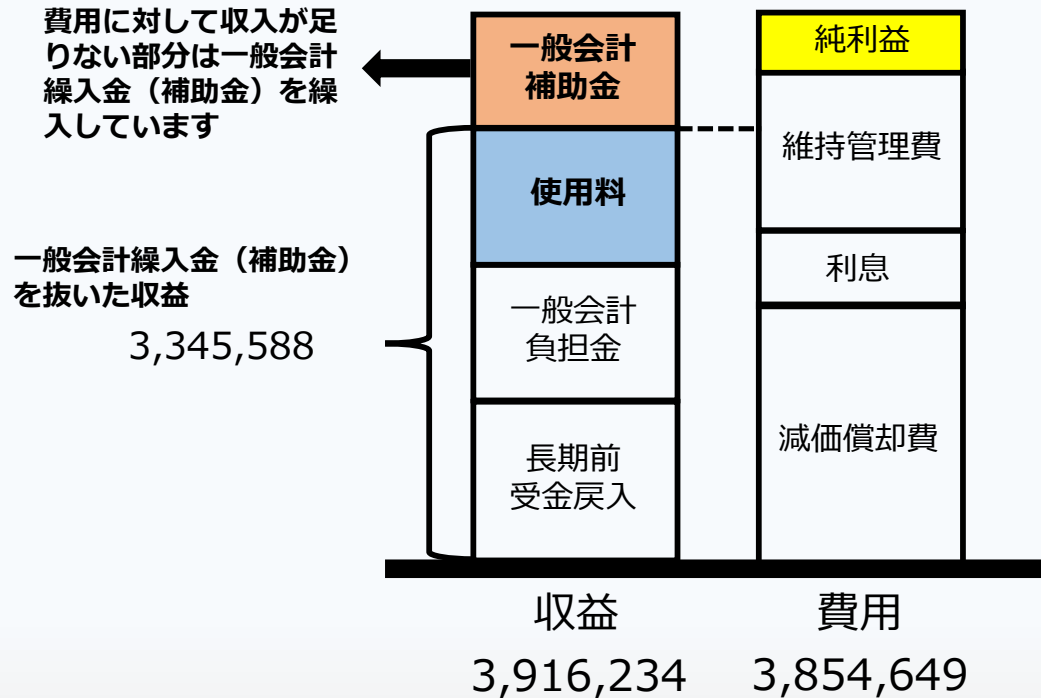 費用に対して収入が足
りない部分は一般会計
繰入金（補助金）を繰
入しています
一般会計繰入金（補助金）
を抜いた収益
3,345,588
一般会計
補助金
使用料
一般会計
負担金
長期前
受金戻入
純利益
維持管理費
利息
減価償却費
収益
費用
3,916,234
3,854,649